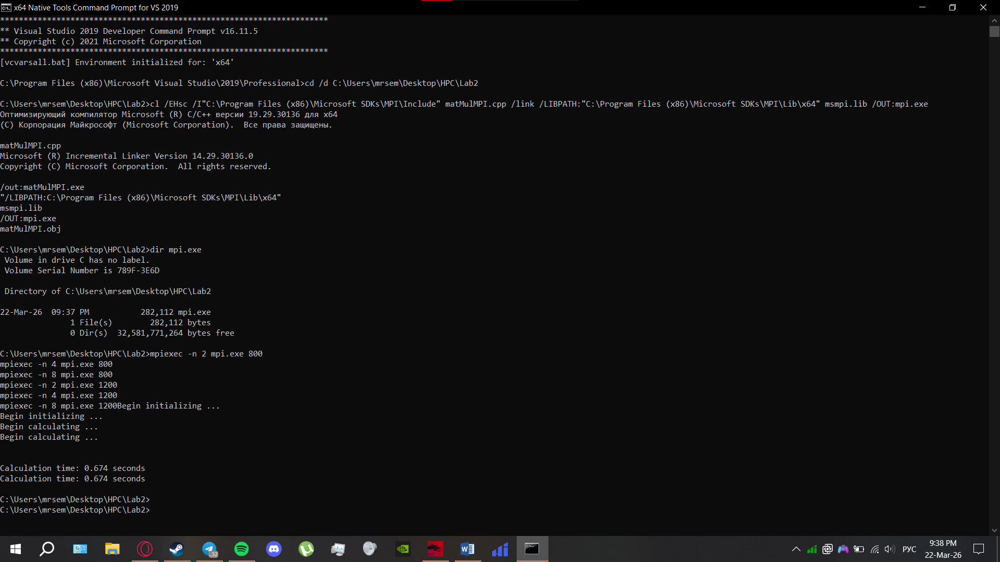 x64 Native Tools Command Prompt for VS 2019
**********************************************************************
** Visual Studio 2019 Developer Command Prompt v16.11.5
** Copyright (c) 2021 Microsoft Corporation
**********************************************************************
[vcvarsall.bat] Environment initialized for: 'x64'
C:\Program Files (x86)\Microsoft Visual Studio\2019\Professional>cd /d C:\Users\mrsem\Desktop\HPC\Lab2
C:\Users\mrsem\Desktop\HPC\Lab2>cl /EHsc /I"C:\Program Files (x86)\Microsoft SDKs\MPI\Include" matMulMPI.cpp /link /LIBPATH:"C:\Program Files (x86)\Microsoft SDKs\MPI\Lib\x64" msmpi.lib /OUT:mpi.exe
Оптимизирующий компилятор Microsoft (R) C/C++ версии 19.29.30136 для x64
(C) Корпорация Майкрософт (Microsoft Corporation).  Все права защищены.
matMulMPI.cpp
Microsoft (R) Incremental Linker Version 14.29.30136.0
Copyright (C) Microsoft Corporation.  All rights reserved.
/out:matMulMPI.exe
"/LIBPATH:C:\Program Files (x86)\Microsoft SDKs\MPI\Lib\x64"
msmpi.lib
/OUT:mpi.exe
matMulMPI.obj
C:\Users\mrsem\Desktop\HPC\Lab2>dir mpi.exe
Volume in drive C has no label.
Volume Serial Number is 789F-3E6D
Directory of C:\Users\mrsem\Desktop\HPC\Lab2
22-Mar-26  09:37 PM           282,112 mpi.exe
1 File(s)        282,112 bytes
0 Dir(s)  32,581,771,264 bytes free
C:\Users\mrsem\Desktop\HPC\Lab2>mpiexec -n 2 mpi.exe 800
mpiexec -n 4 mpi.exe 800
mpiexec -n 8 mpi.exe 800
mpiexec -n 2 mpi.exe 1200
mpiexec -n 4 mpi.exe 1200
mpiexec -n 8 mpi.exe 1200Begin initializing ...
Begin initializing ...
Begin calculating ...
Begin calculating ...
Calculation time: 0.674 seconds
Calculation time: 0.674 seconds
C:\Users\mrsem\Desktop\HPC\Lab2>
C:\Users\mrsem\Desktop\HPC\Lab2>
32
РУС
9:38 PM
22-Mar-26